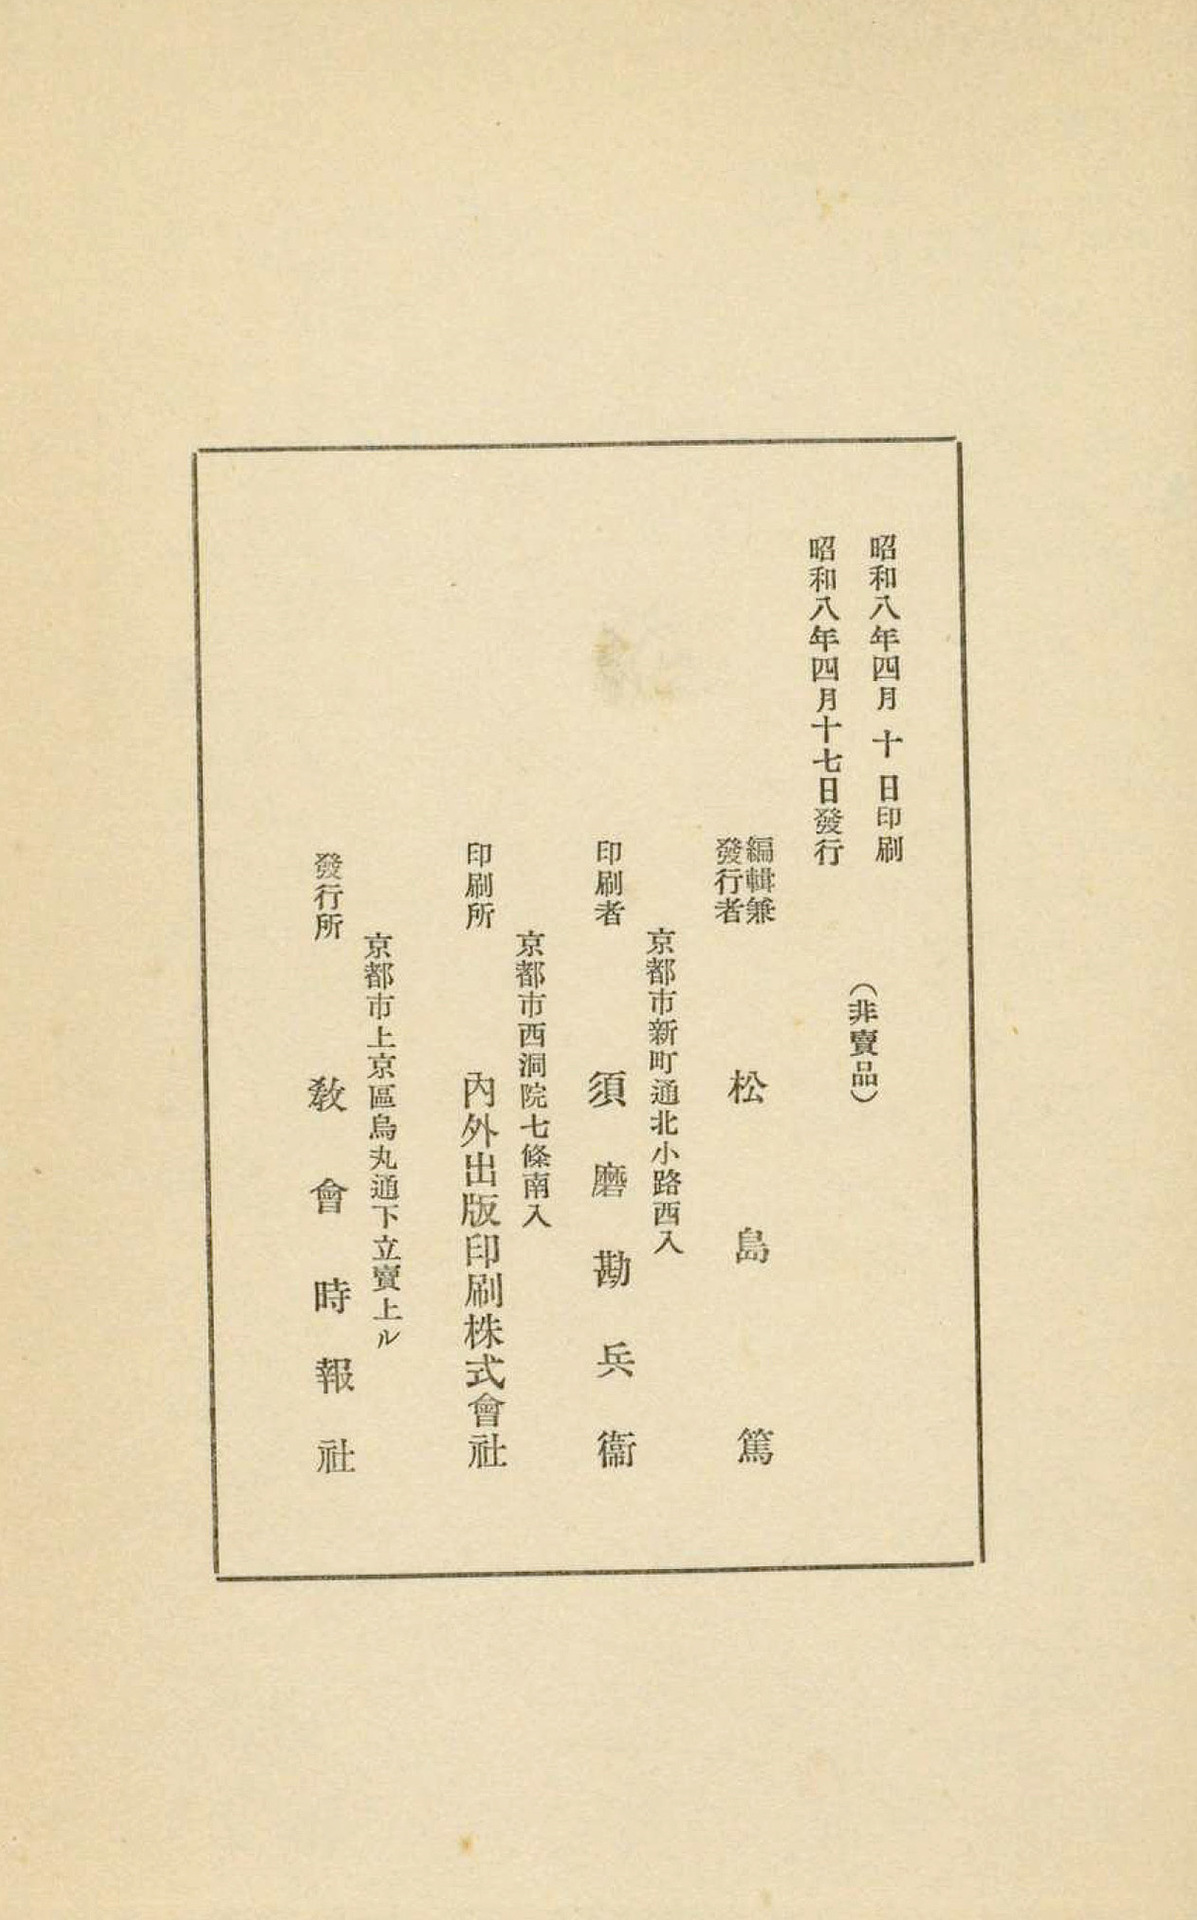 昭和八年四月十日印刷
昭和八年四月十七日發行
（非賣品）
編輯兼
發行者
松島篤
京都市新町通北小路西入
印刷者
須磨勘兵衞
京都市西洞院七條南入
印刷所
內外出版印刷株式會社
京都市上京區烏丸通下立賣上ル
發行所
敎會時報社